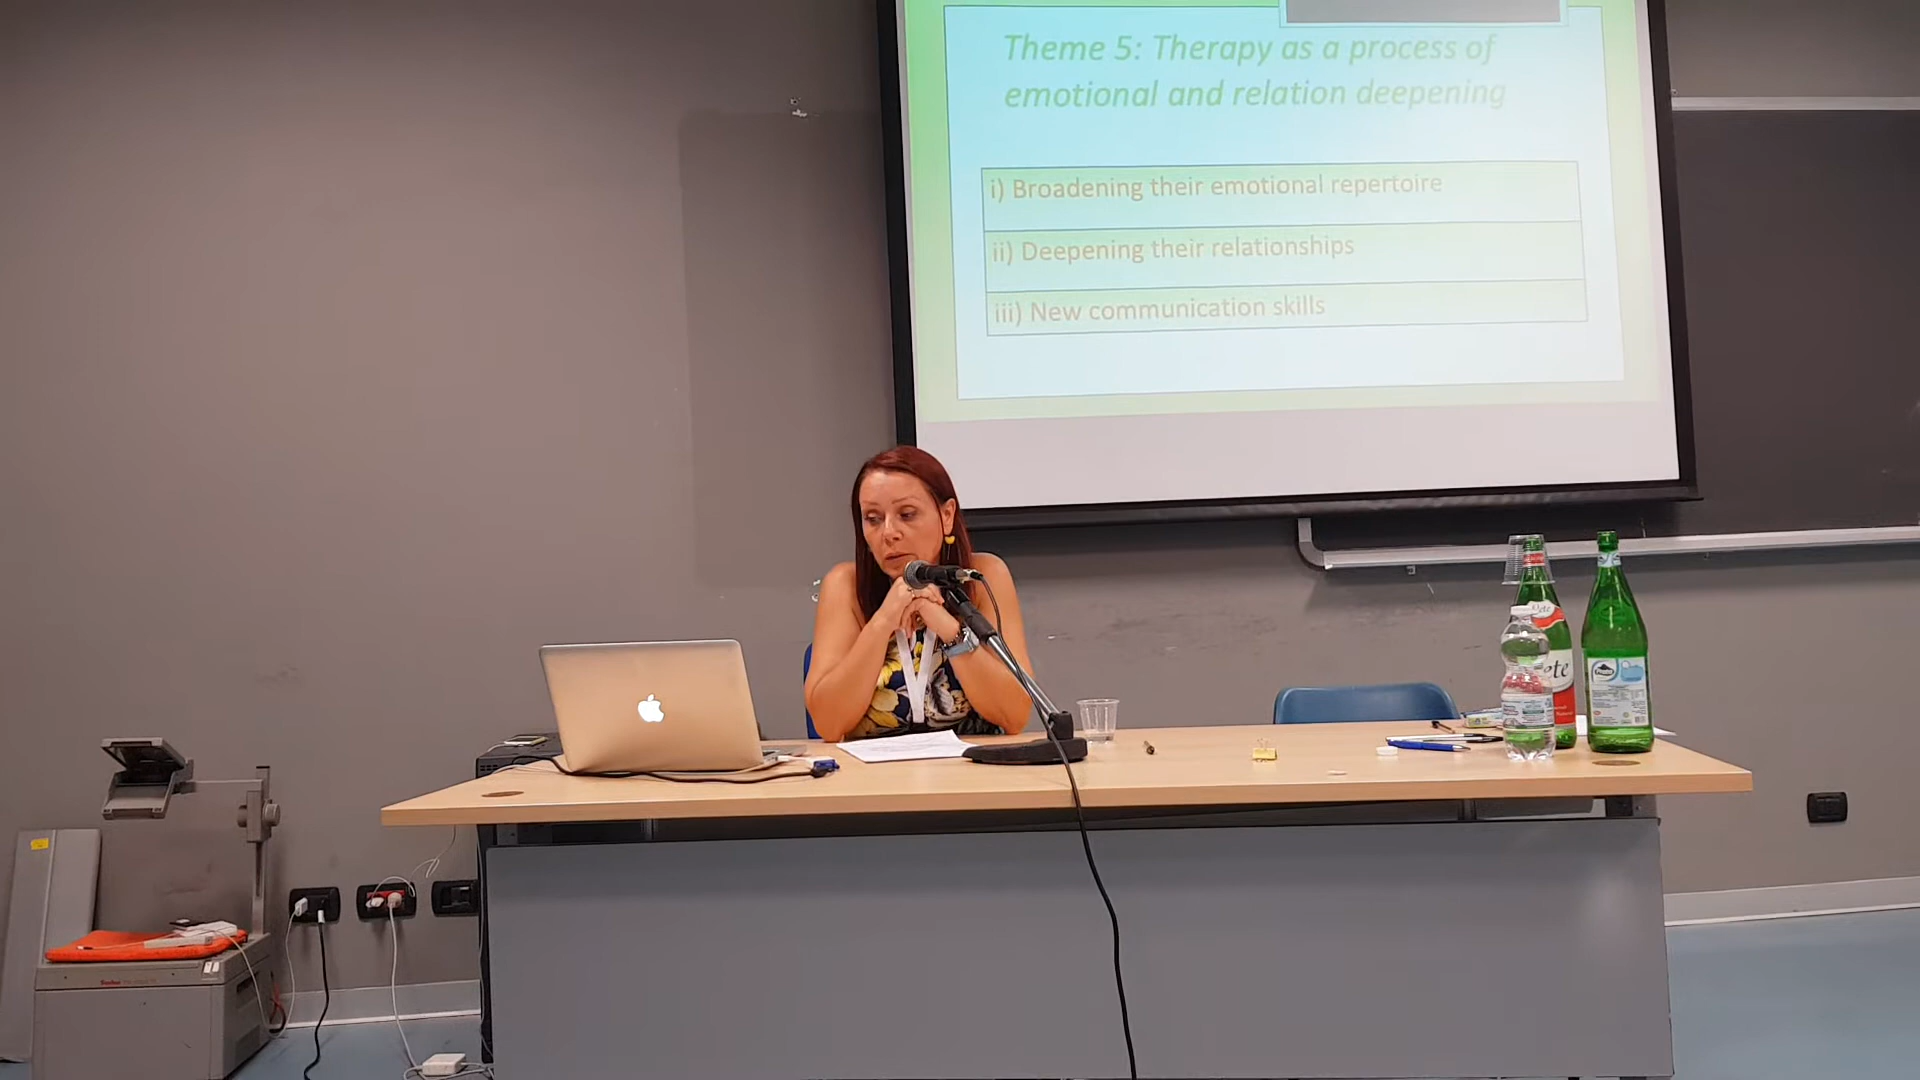 Theme 5: Therapy as a process of
emotional and relation deepening
i) Broadening their emotional repertoire
ii) Deepening their relationships
iii) New communication skills
ete